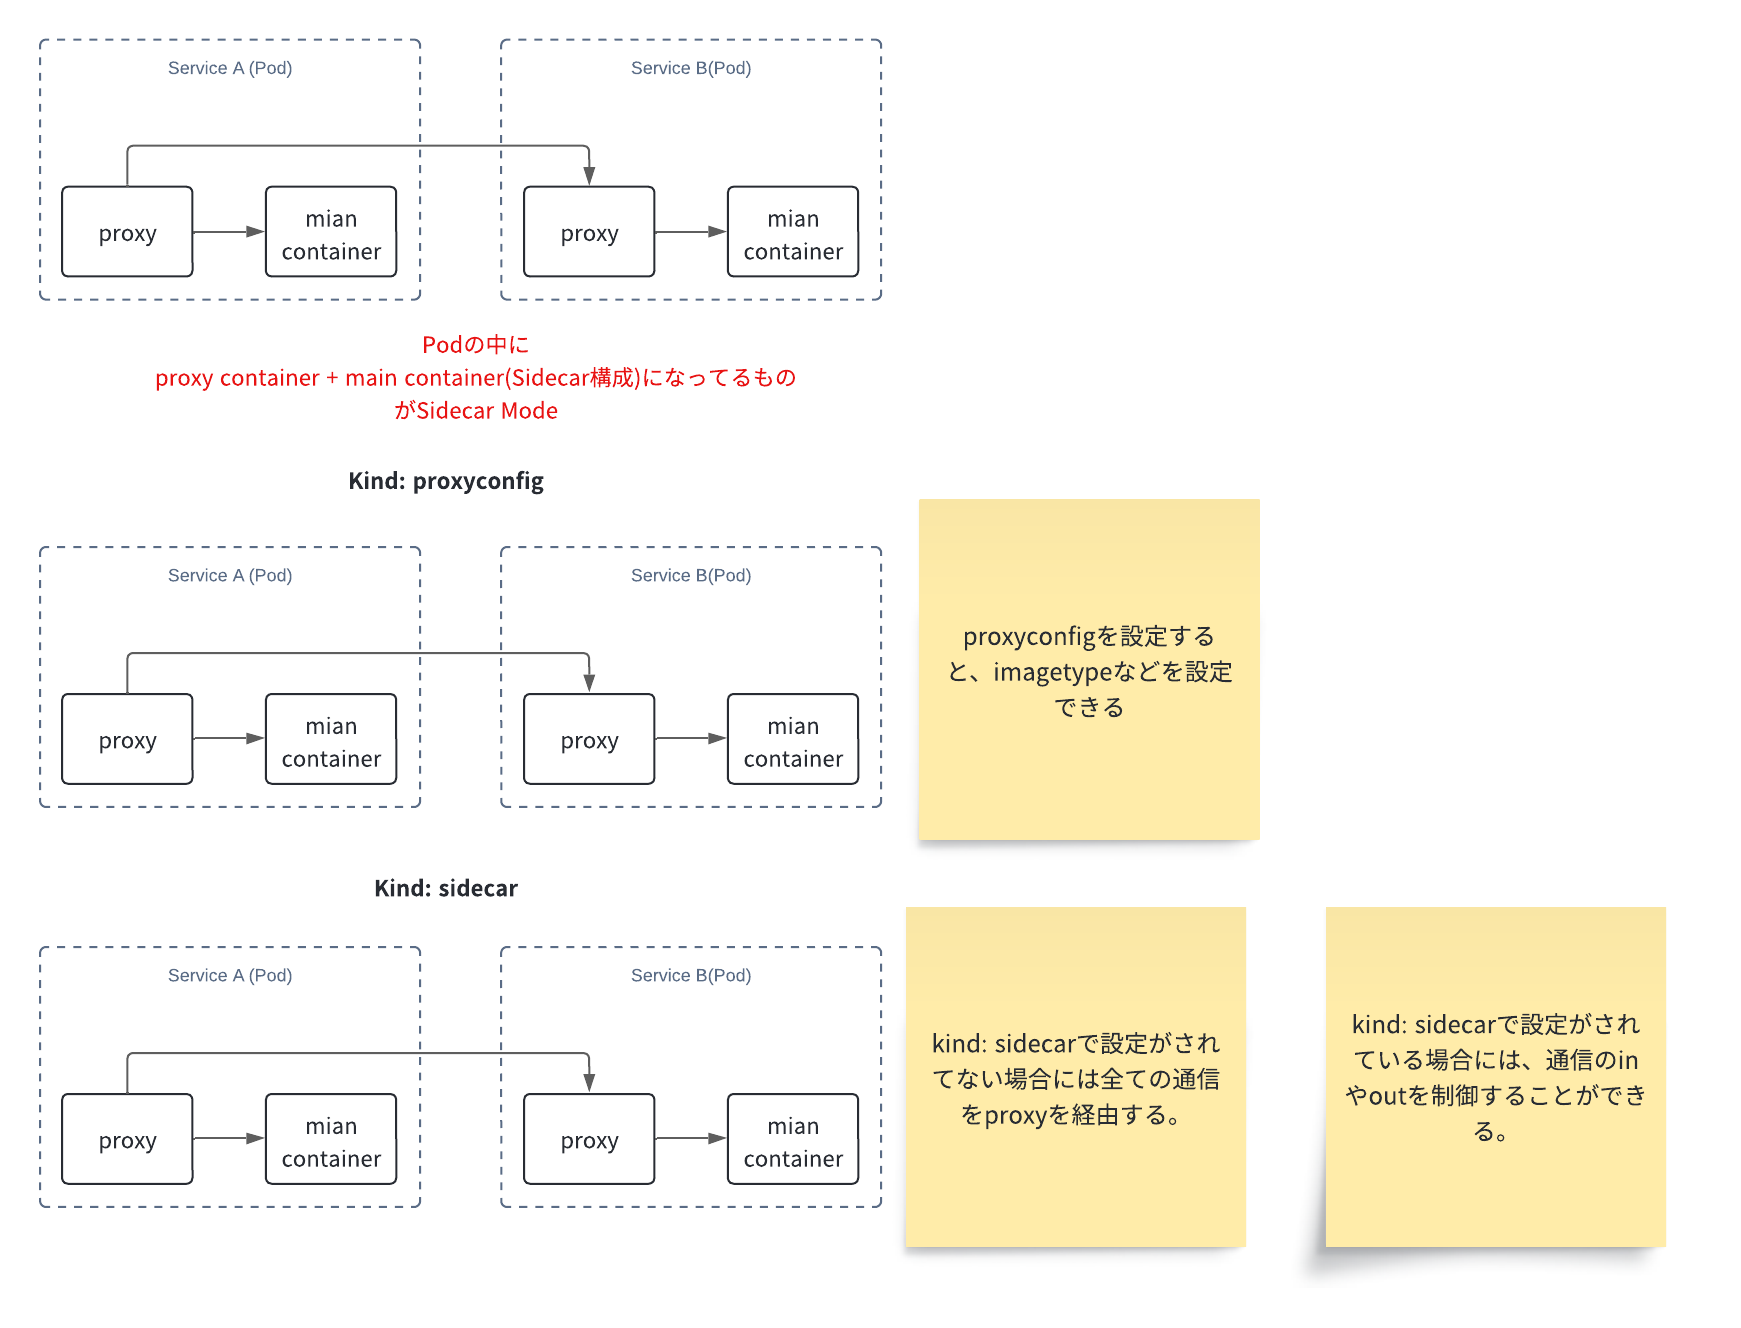 Service A (Pod)
Service B(Pod)
proxy
mian
container
proxy
mian
container
Podの中に
proxy container + main container(Sidecar構成)になってるもの
がSidecar Mode
Kind: proxyconfig
Service A (Pod)
Service B(Pod)
proxy
mian
container
proxy
mian
container
proxyconfigを設定する
と、imagetypeなどを設定
できる
Kind: sidecar
Service A (Pod)
Service B(Pod)
proxy
mian
container
proxy
mian
container
kind: sidecarで設定がされ
てない場合には全ての通信
をproxyを経由する。
kind: sidecarで設定がされ
ている場合には、通信のin
やoutを制御することができ
る。